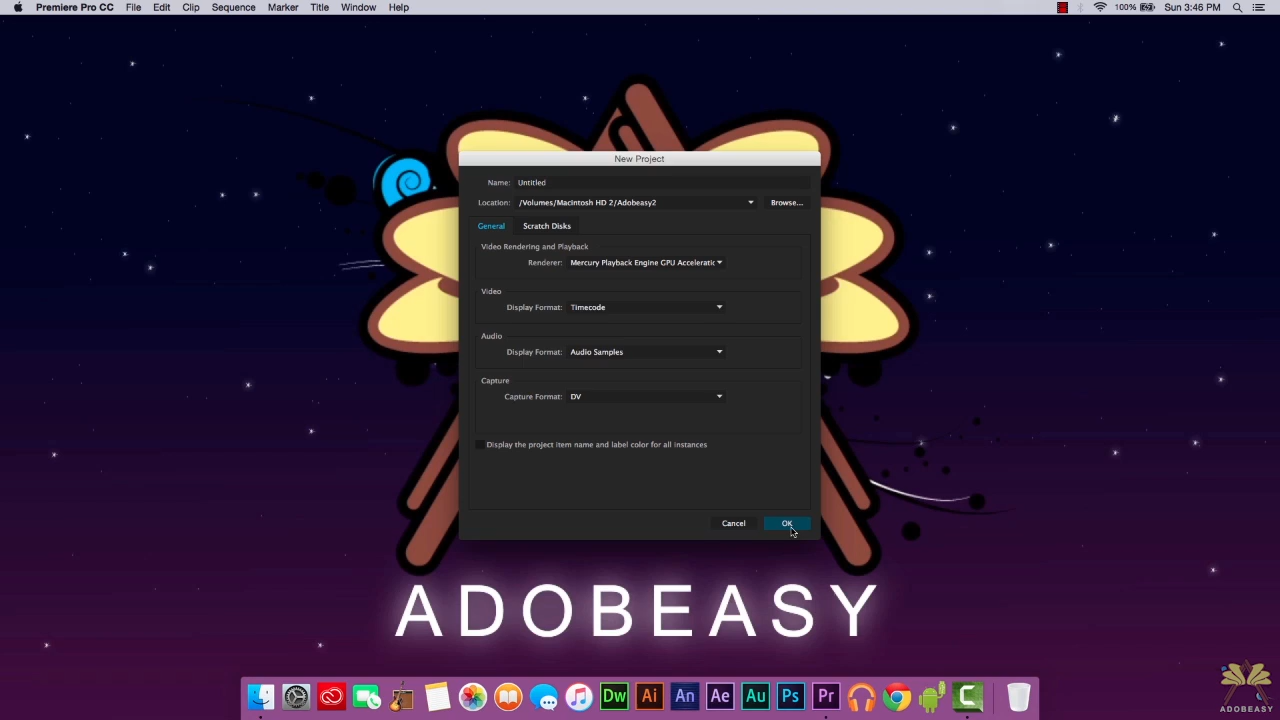 Premiere Pro CC File Edit Clip Sequence Marker Title Window Help 100% Sun 3:46 PM
New Project
Name: Untitled
Location: /Volumes/Macintosh HD 2/Adobeasy2 Browse...
General Scratch Disks
Video Rendering and Playback
Renderer: Mercury Playback Engine GPU Acceleratic
Video
Display Format: Timecode
Audio
Display Format: Audio Samples
Capture
Capture Format: DV
Display the project item name and label color for all instances
Cancel OK
ADOBEASY
Dw Ai An Ae Au Ps Pr C
ADOBEASY